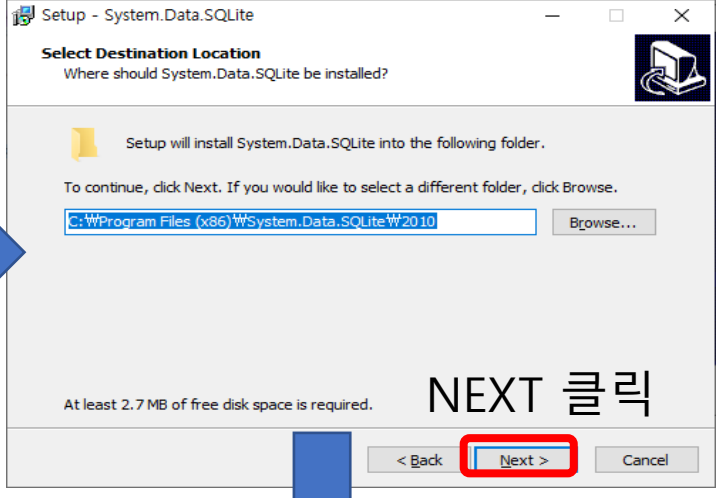 Setup - System.Data.SQLite
Select Destination Location
Where should System.Data.SQLite be installed?
Setup will install System.Data.SQLite into the following folder.
To continue, click Next. If you would like to select a different folder, click Browse.
C:₩Program Files (x86)₩System.Data.SQLite₩2010
Browse...
NEXT 클릭
At least 2.7 MB of free disk space is required.
< Back
Next >
Cancel